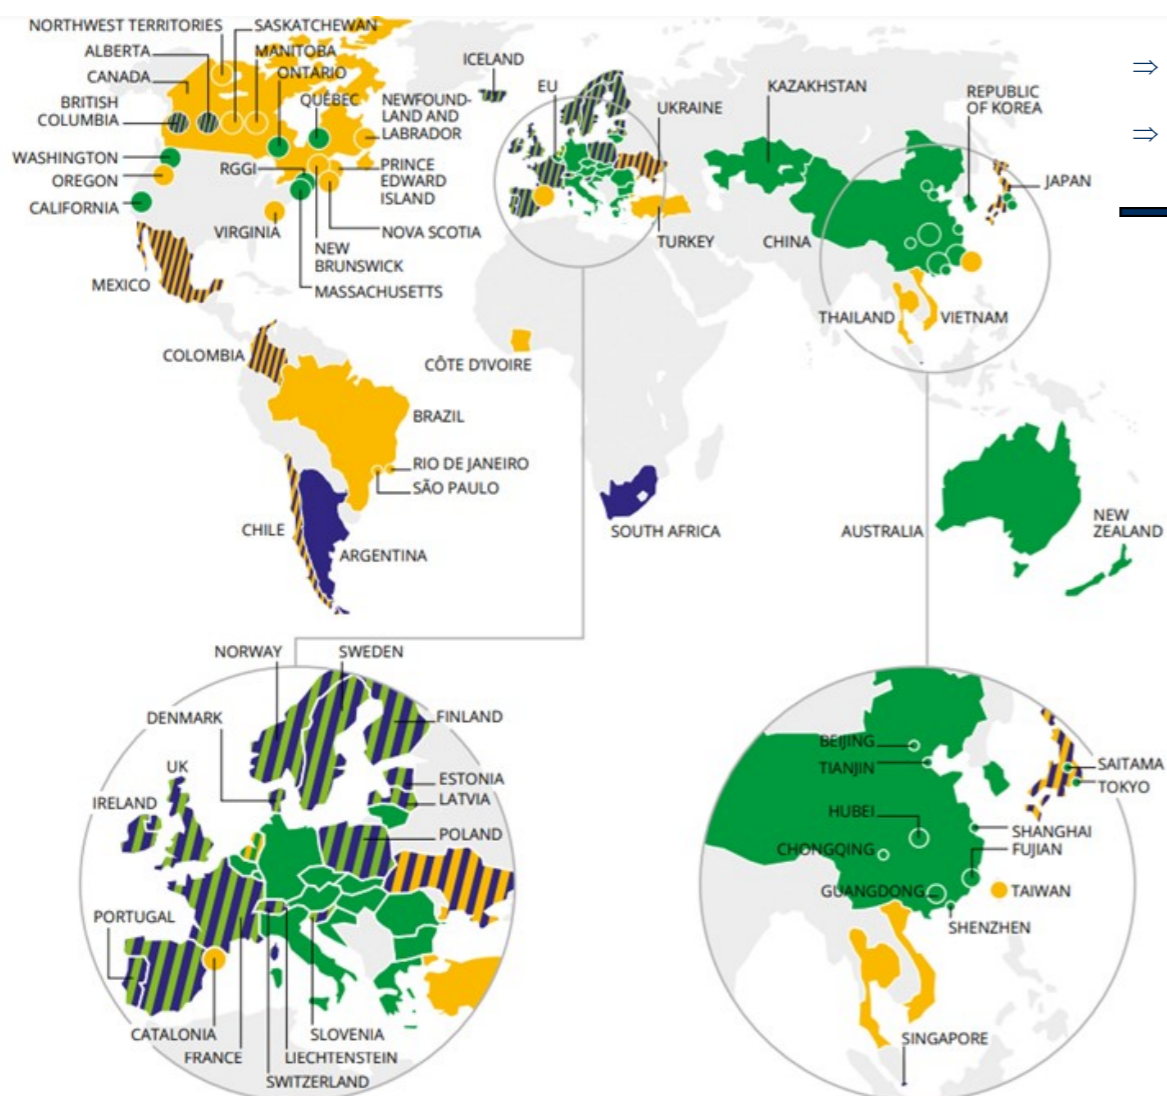 NORTHWEST TERRITORIES
SASKATCHEWAN
ALBERTA
MANITOBA
CANADA
ONTARIO
BRITISH
COLUMBIA
QUÉBEC
NEWFOUND-
LAND AND
LABRADOR
WASHINGTON
RGGI
PRINCE
EDWARD
ISLAND
OREGON
CALIFORNIA
VIRGINIA
NOVA SCOTIA
NEW
BRUNSWICK
MASSACHUSETTS
MEXICO
ICELAND
EU
UKRAINE
TURKEY
KAZAKHSTAN
REPUBLIC
OF KOREA
JAPAN
CHINA
THAILAND
VIETNAM
COLOMBIA
CÔTE D'IVOIRE
BRAZIL
RIO DE JANEIRO
SÃO PAULO
CHILE
ARGENTINA
SOUTH AFRICA
AUSTRALIA
NEW
ZEALAND
NORWAY
SWEDEN
DENMARK
FINLAND
UK
ESTONIA
IRELAND
LATVIA
POLAND
PORTUGAL
CATALONIA
SLOVENIA
FRANCE
LIECHTENSTEIN
SWITZERLAND
BEIJING
TIANJIN
SAITAMA
TOKYO
HUBEI
SHANGHAI
CHONGQING
FUJIAN
GUANGDONG
TAIWAN
SHENZHEN
SINGAPORE